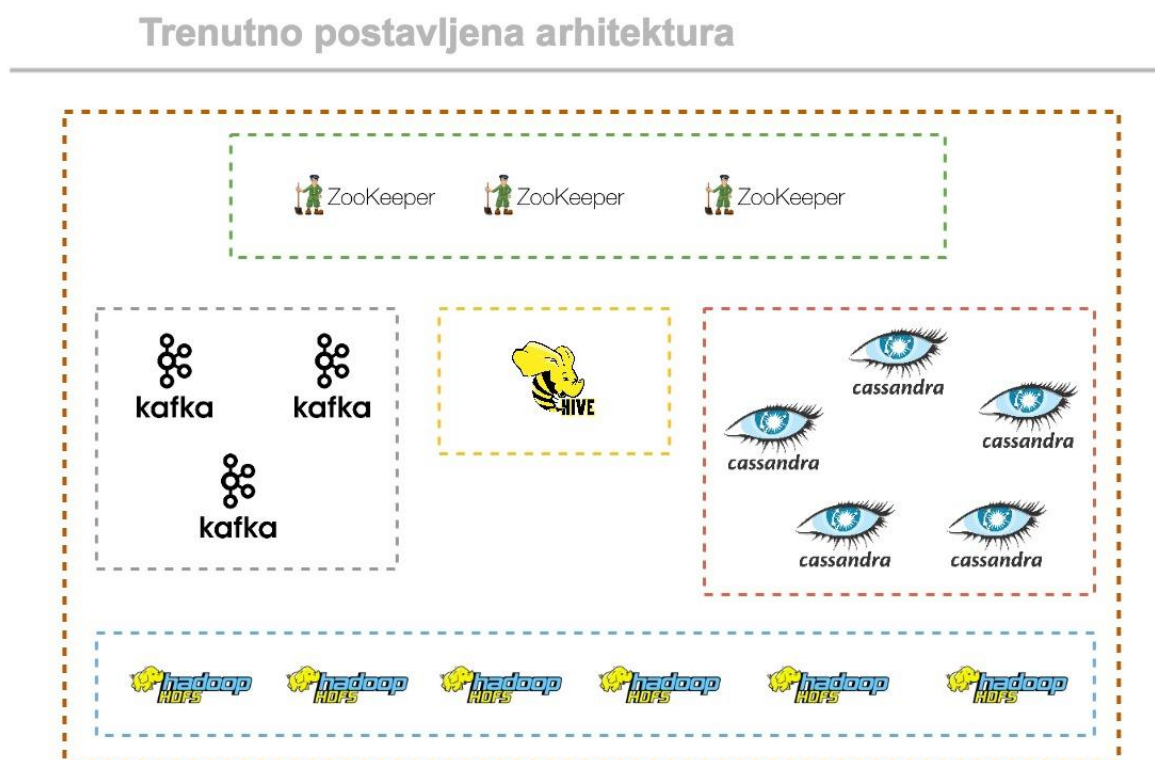 Trenutno postavljena arhitektura
ZooKeeper ZooKeeper ZooKeeper
kafka kafka
kafka
HIVE
cassandra
cassandra
cassandra
cassandra cassandra
hadoop HDFS hadoop HDFS hadoop HDFS hadoop HDFS hadoop HDFS hadoop HDFS